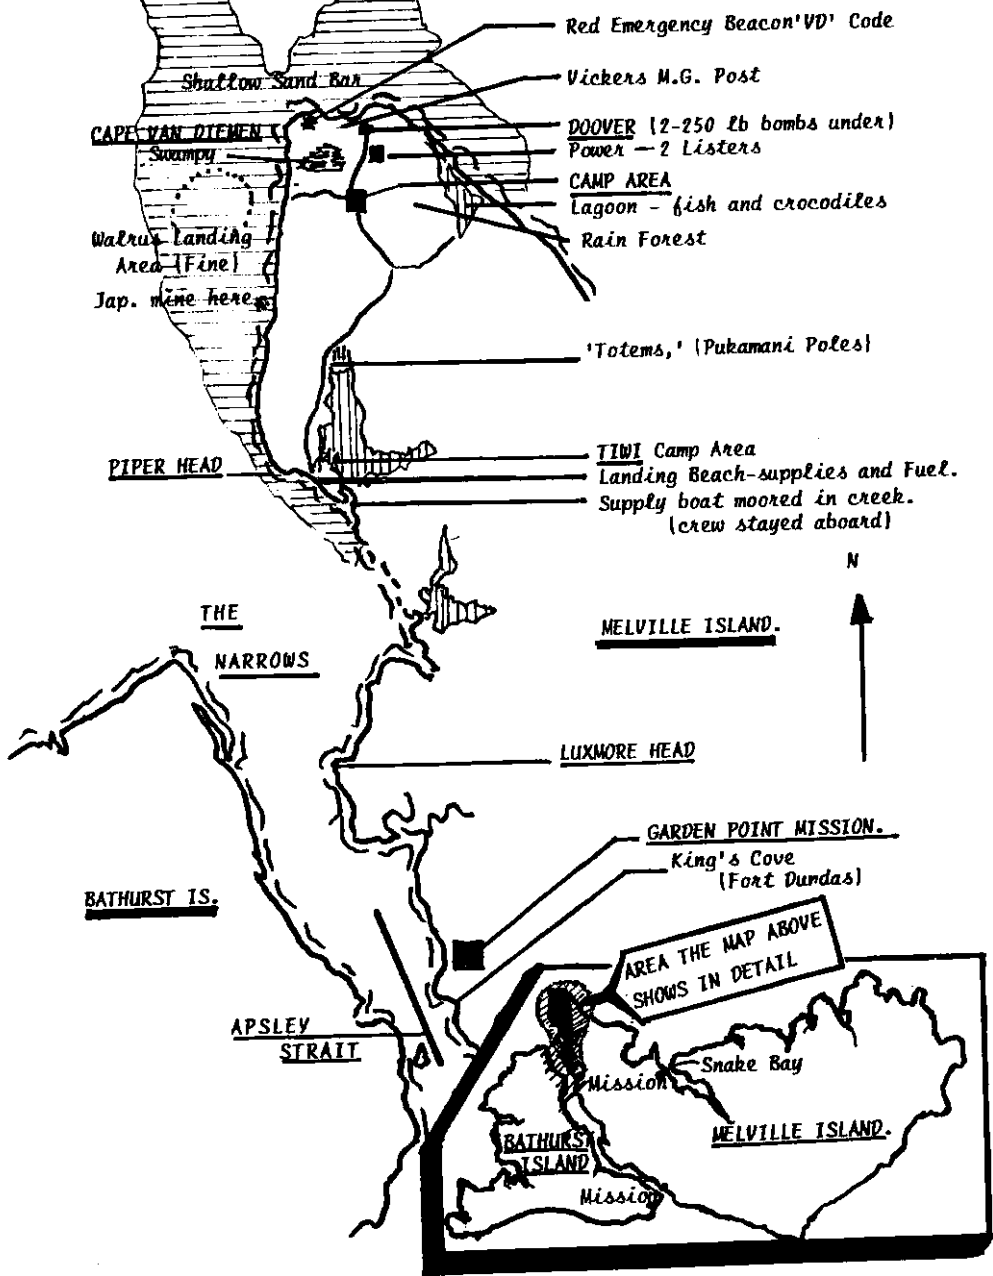 Red Emergency Beacon 'VD' Code
Shallow Sand Bar
Vickers M.G. Post
CAPE VAN DIEMEN
DOOVER (2-250 lb bombs under)
Swampy
Power - 2 Listers
CAMP AREA
Lagoon - fish and crocodiles
Walrus Landing
Area (Fine)
Rain Forest
Jap. mine here
'Totems,' (Pukamani Poles)
TIWI Camp Area
PIPER HEAD
Landing Beach-supplies and Fuel.
Supply boat moored in creek.
(crew stayed aboard)
N
THE
NARROWS
MELVILLE ISLAND.
LUXMORE HEAD
GARDEN POINT MISSION.
King's Cove
(Fort Dundas)
BATHURST IS.
AREA THE MAP ABOVE
SHOWS IN DETAIL
APSLEY
STRAIT
Snake Bay
Mission
MELVILLE ISLAND.
BATHURST
ISLAND
Mission